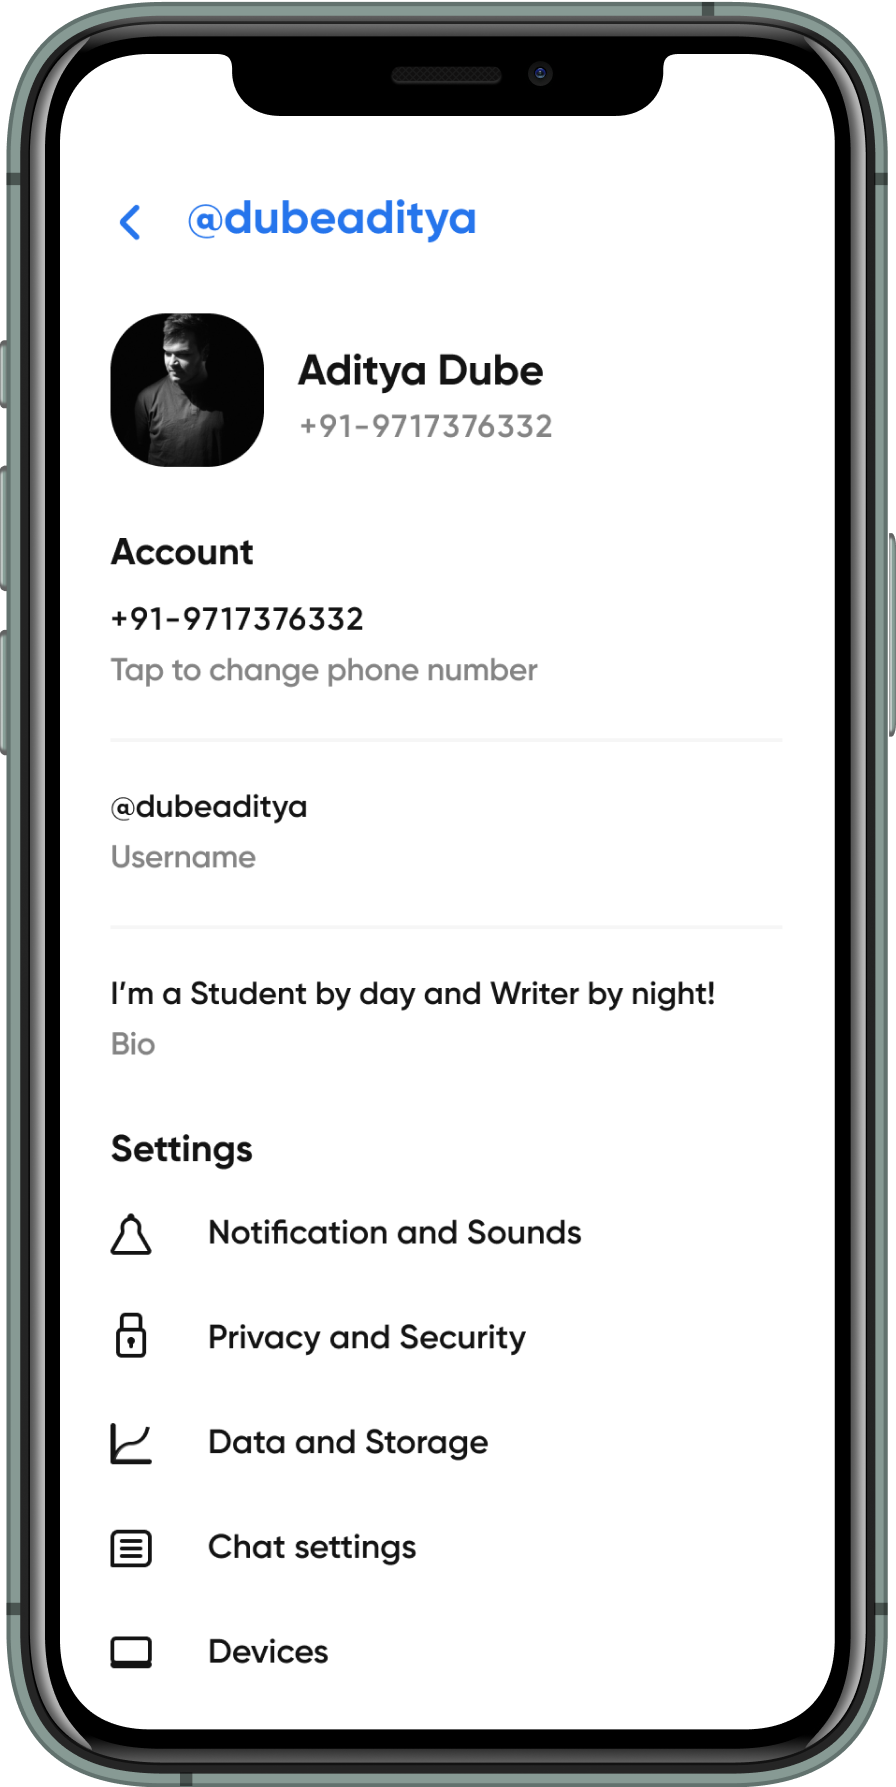 @dubeaditya
Aditya Dube
+91-9717376332
Account
+91-9717376332
Tap to change phone number
@dubeaditya
Username
I’m a Student by day and Writer by night!
Bio
Settings
Notification and Sounds
Privacy and Security
Data and Storage
Chat settings
Devices